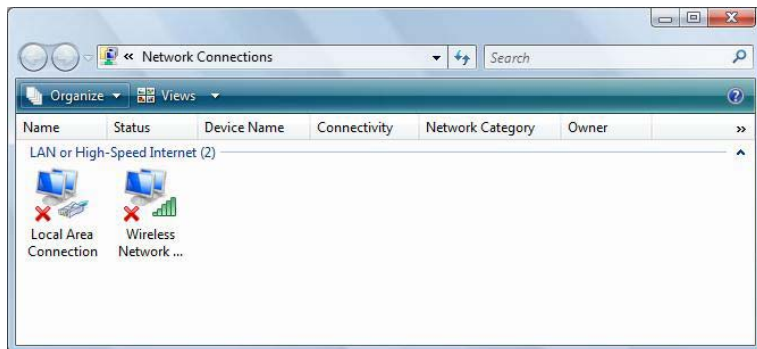 « Network Connections
Search
Organize Views
Name Status Device Name Connectivity Network Category Owner »
LAN or High-Speed Internet (2)
Local Area Connection
Wireless Network ...